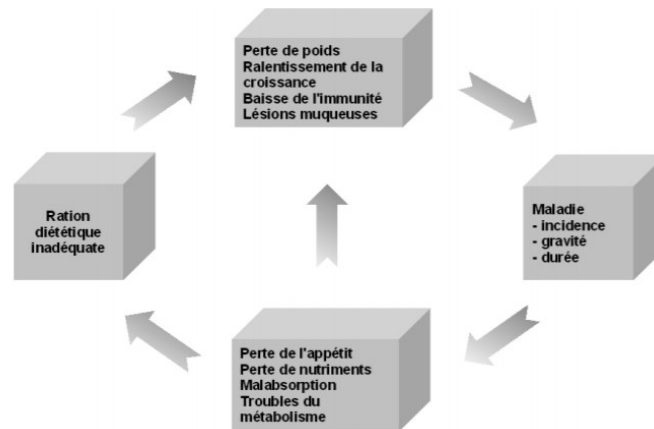 Perte de poids
Ralentissement de la
croissance
Baisse de l'immunité
Lésions muqueuses
Ration
diététique
inadéquate
Maladie
- incidence
- gravité
- durée
Perte de l'appétit
Perte de nutriments
Malabsorption
Troubles du
métabolisme